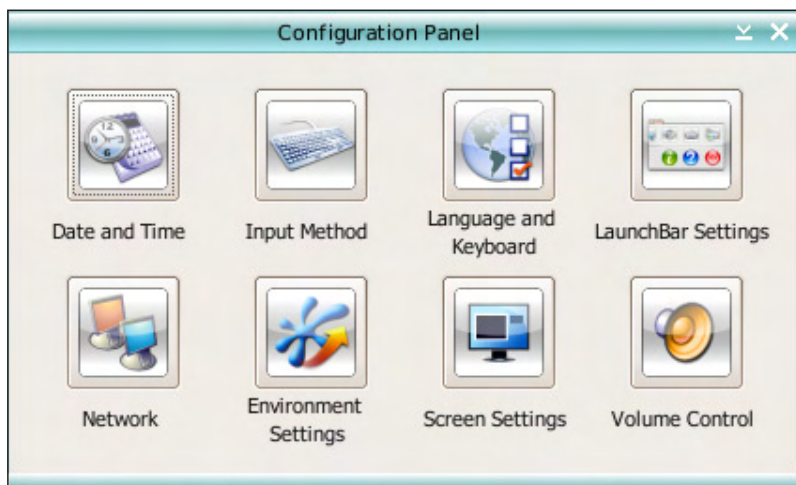 Configuration Panel
Date and Time
Input Method
Language and
Keyboard
LaunchBar Settings
Network
Environment
Settings
Screen Settings
Volume Control